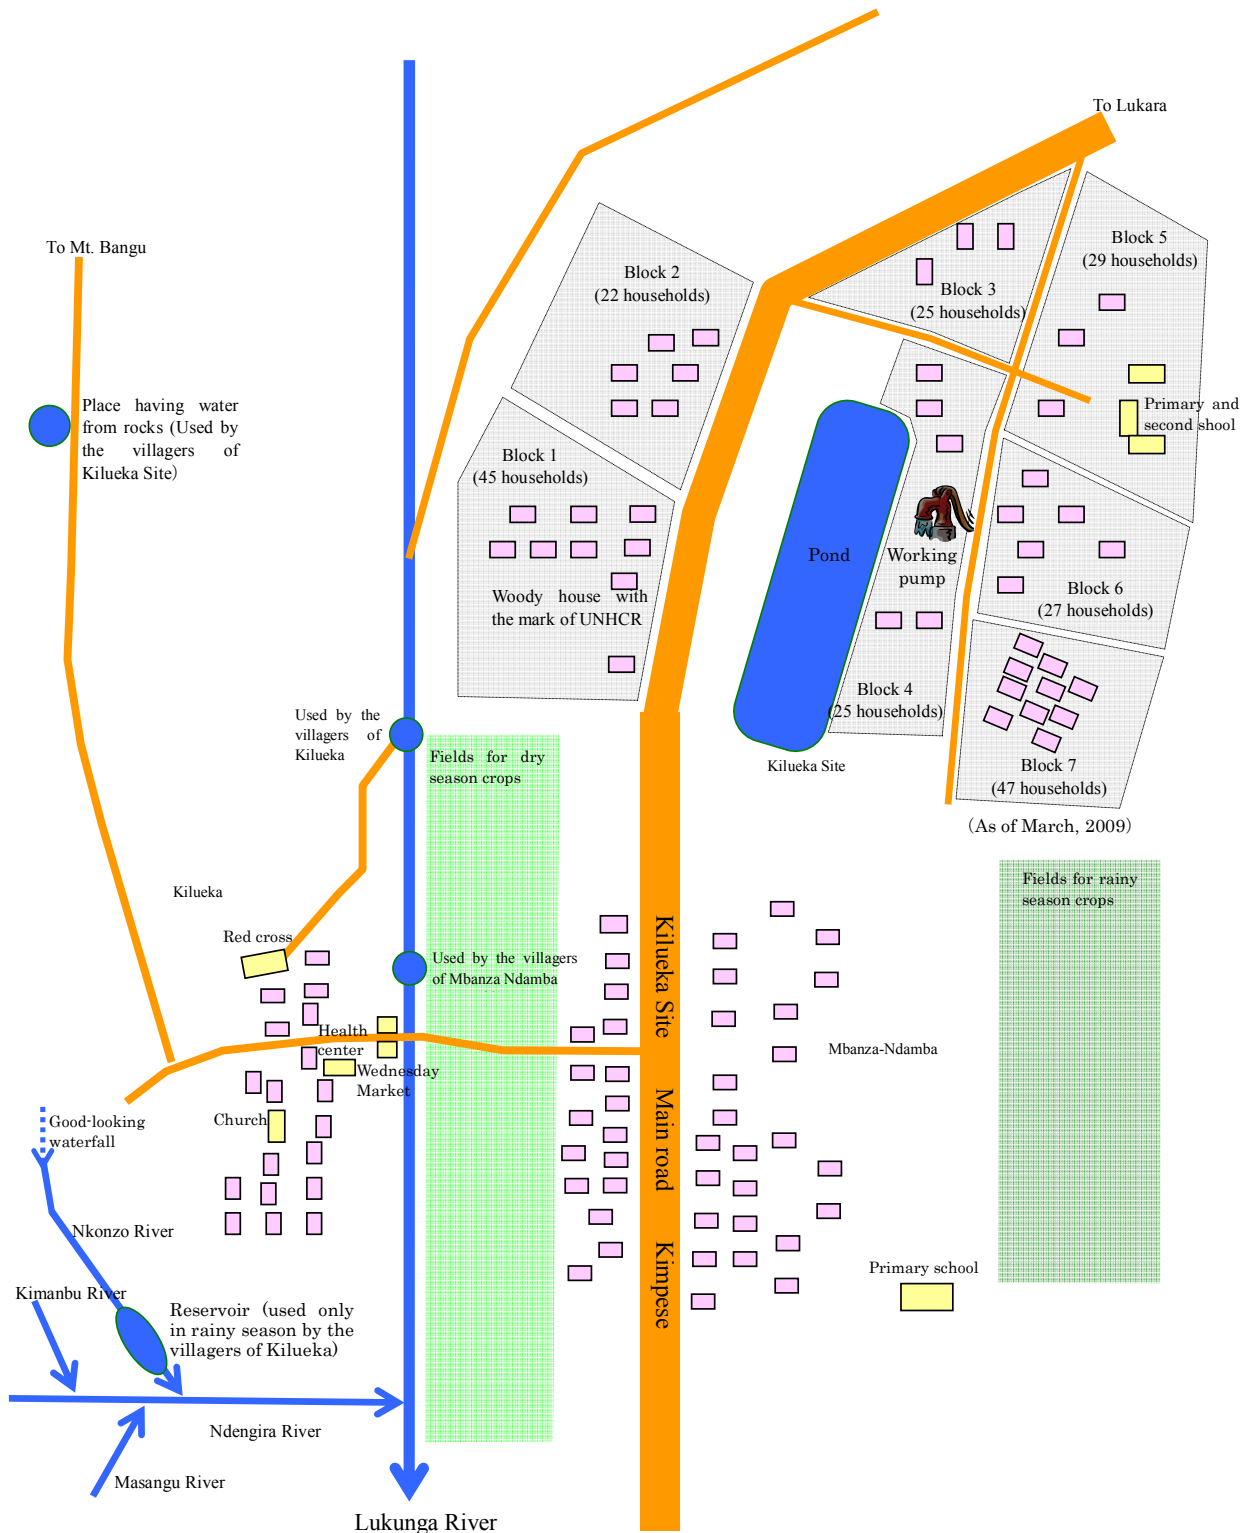 To Lukara
To Mt. Bangu
Block 2
(22 households)
Block 5
(29 households)
Block 3
(25 households)
Place having water
from rocks (Used by
the villagers of
Kilueka Site)
Primary and
second shool
Block 1
(45 households)
Pond
Working
pump
Woody house with
the mark of UNHCR
Block 6
(27 households)
Block 4
(25 households)
Used by the
villagers of
Kilueka
Fields for dry
season crops
Kilueka Site
Block 7
(47 households)
(As of March, 2009)
Kilueka
Fields for rainy
season crops
Red cross
Used by the villagers
of Mbanza Ndamba
Kilueka Site
Health
center
Mbanza-Ndamba
Wednesday
Market
Main road
Good-looking
waterfall
Church
Nkonzo River
Kimpese
Primary school
Kimanbu River
Reservoir (used only
in rainy season by the
villagers of Kilueka)
Ndengira River
Masangu River
Lukunga River